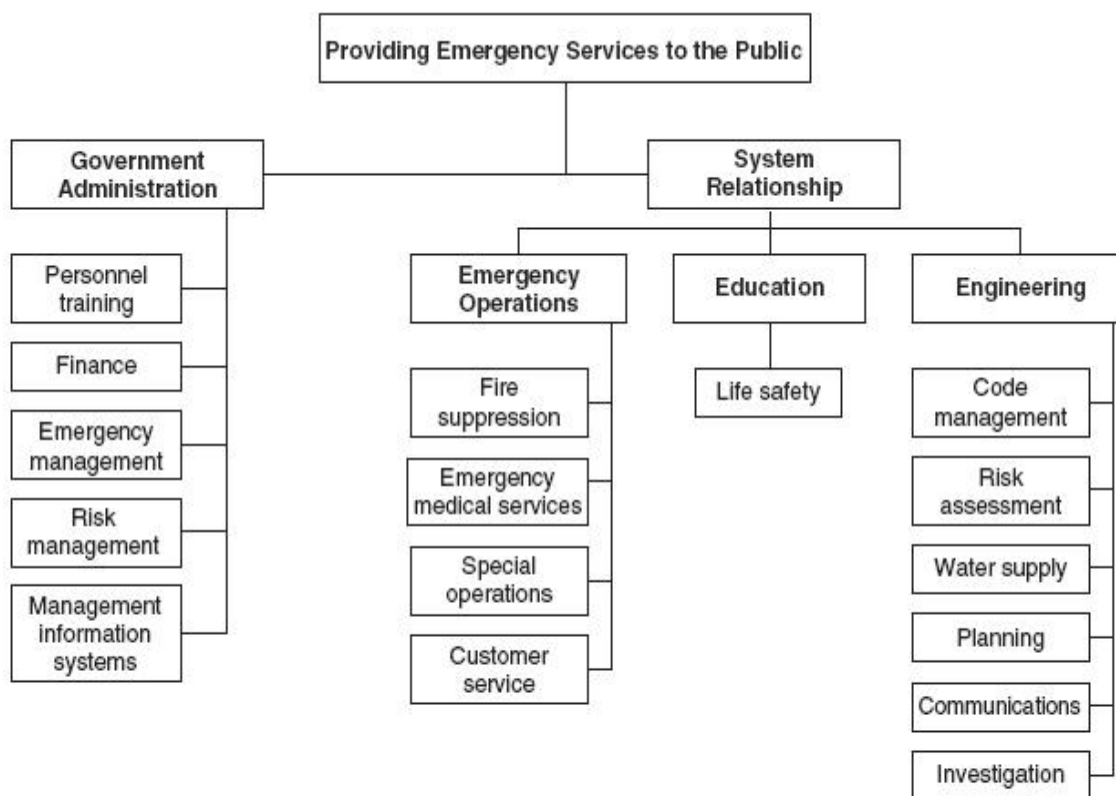 Providing Emergency Services to the Public
Government
Administration
System
Relationship
Personnel
training
Finance
Emergency
management
Risk
management
Management
information
systems
Emergency
Operations
Fire
suppression
Emergency
medical services
Special
operations
Customer
service
Education
Life safety
Engineering
Code
management
Risk
assessment
Water supply
Planning
Communications
Investigation